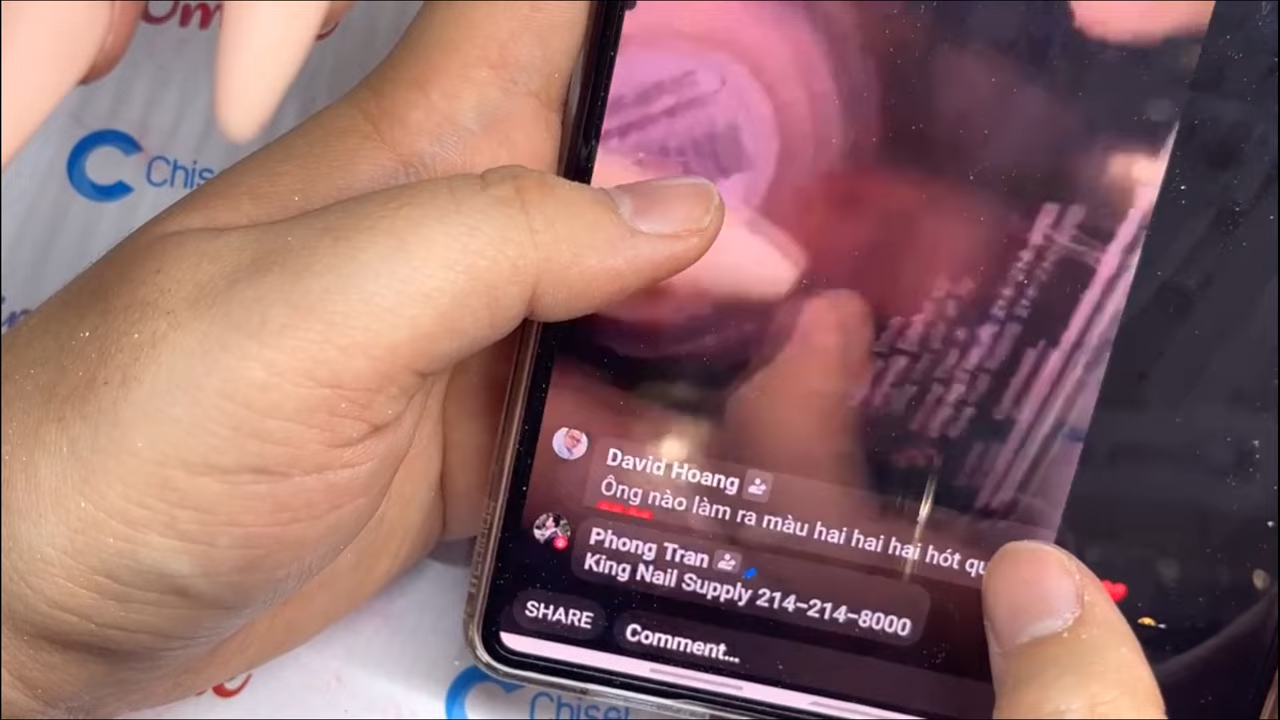 Chis
David Hoang
Ông nào làm ra màu hai hai hai hót qu
Phong Tran
King Nail Supply 214-214-8000
SHARE
Comment...
Chisel